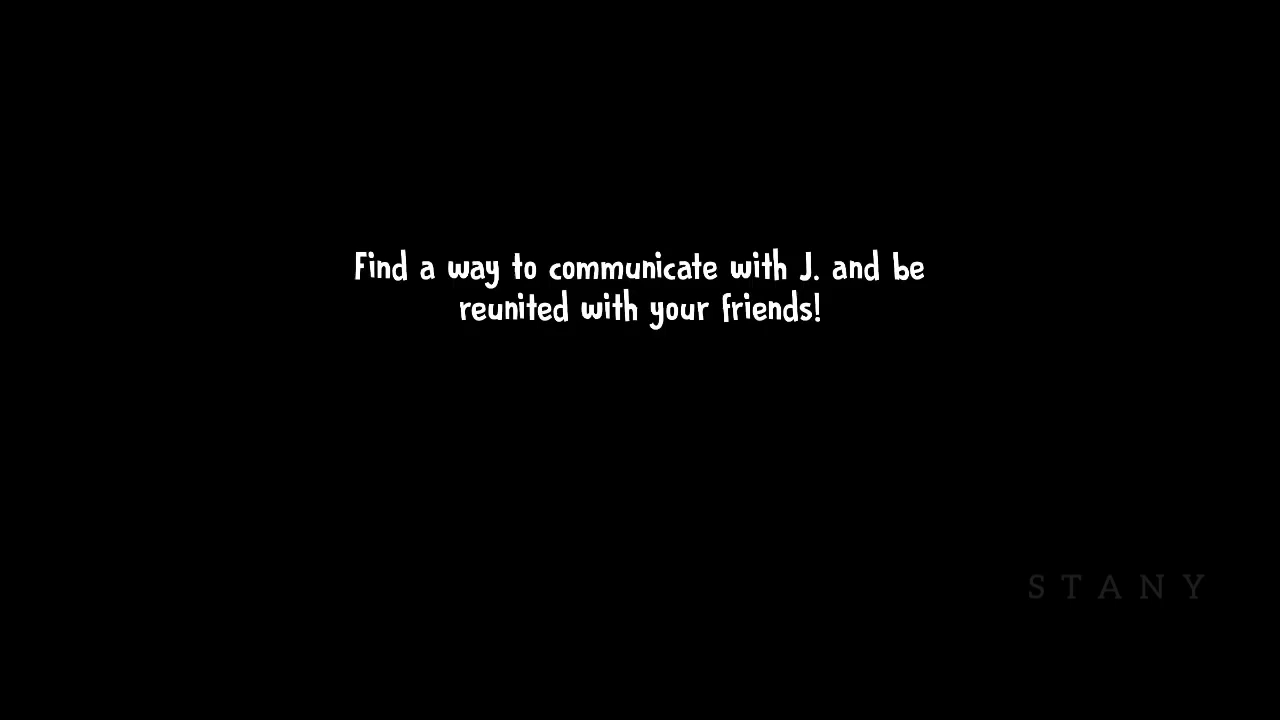 Find a way to communicate with J. and be
reunited with your friends!
STANY